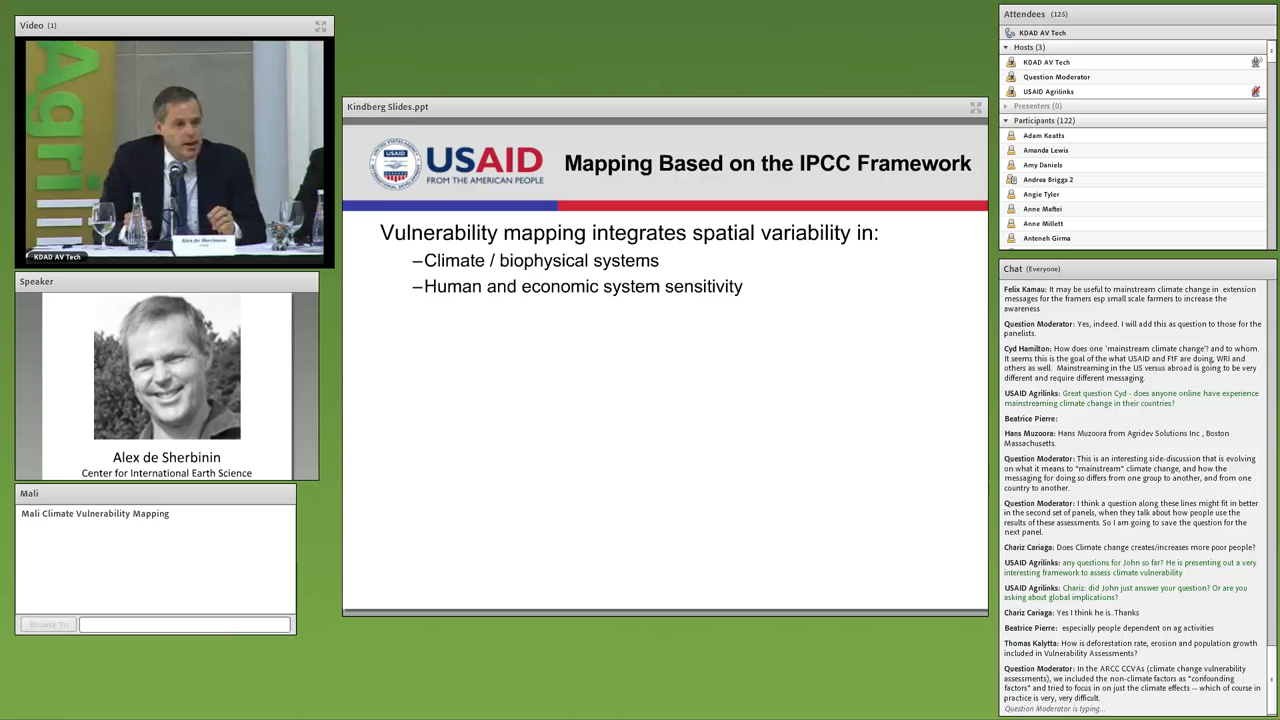 Video (1)
Agrili
Alex de Sherbinin
KDAD AV Tech
Speaker
Alex de Sherbinin
Center for International Earth Science
Mali
Mali Climate Vulnerability Mapping
Browse To
Kindberg Slides.ppt
USAID
USAID
FROM THE AMERICAN PEOPLE
Mapping Based on the IPCC Framework
Vulnerability mapping integrates spatial variability in:
–Climate / biophysical systems
–Human and economic system sensitivity
Attendees (125)
KDAD AV Tech
Hosts (3)
KDAD AV Tech
Question Moderator
USAID Agrilinks
Presenters (0)
Participants (122)
Adam Keatts
Amanda Lewis
Amy Daniels
Andrea Briggs 2
Angie Tyler
Anne Maftei
Anne Millett
Anteneh Girma
Chat (Everyone)
Felix Kamau: It may be useful to mainstream climate change in extension
messages for the framers esp small scale farmers to increase the
awareness
Question Moderator: Yes, indeed. I will add this as question to those for the
panelists.
Cyd Hamilton: How does one 'mainstream climate change'? and to whom.
It seems this is the goal of the what USAID and FtF are doing, WRI and
others as well. Mainstreaming in the US versus abroad is going to be very
different and require different messaging.
USAID Agrilinks: Great question Cyd - does anyone online have experience
mainstreaming climate change in their countries?
Beatrice Pierre:
Hans Muzoora: Hans Muzoora from Agridev Solutions Inc , Boston
Massachusetts.
Question Moderator: This is an interesting side-discussion that is evolving
on what it means to "mainstream" climate change, and how the
messaging for doing so differs from one group to another, and from one
country to another.
Question Moderator: I think a question along these lines might fit in better
in the second set of panels, when they talk about how people use the
results of these assessments. So I am going to save the question for the
next panel.
Chariz Cariaga: Does Climate change creates/increases more poor people?
USAID Agrilinks: any questions for John so far? He is presenting out a very
interesting framework to assess climate vulnerability
USAID Agrilinks: Chariz: did John just answer your question? Or are you
asking about global implications?
Chariz Cariaga: Yes I think he is..Thanks
Beatrice Pierre: especially people dependent on ag activities
Thomas Kalytta: How is deforestation rate, erosion and population growth
included in Vulnerability Assessments?
Question Moderator: In the ARCC CCVAs (climate change vulnerability
assessments), we included the non-climate factors as "confounding
factors" and tried to focus in on just the climate effects -- which of course in
practice is very, very difficult.
Question Moderator is typing...